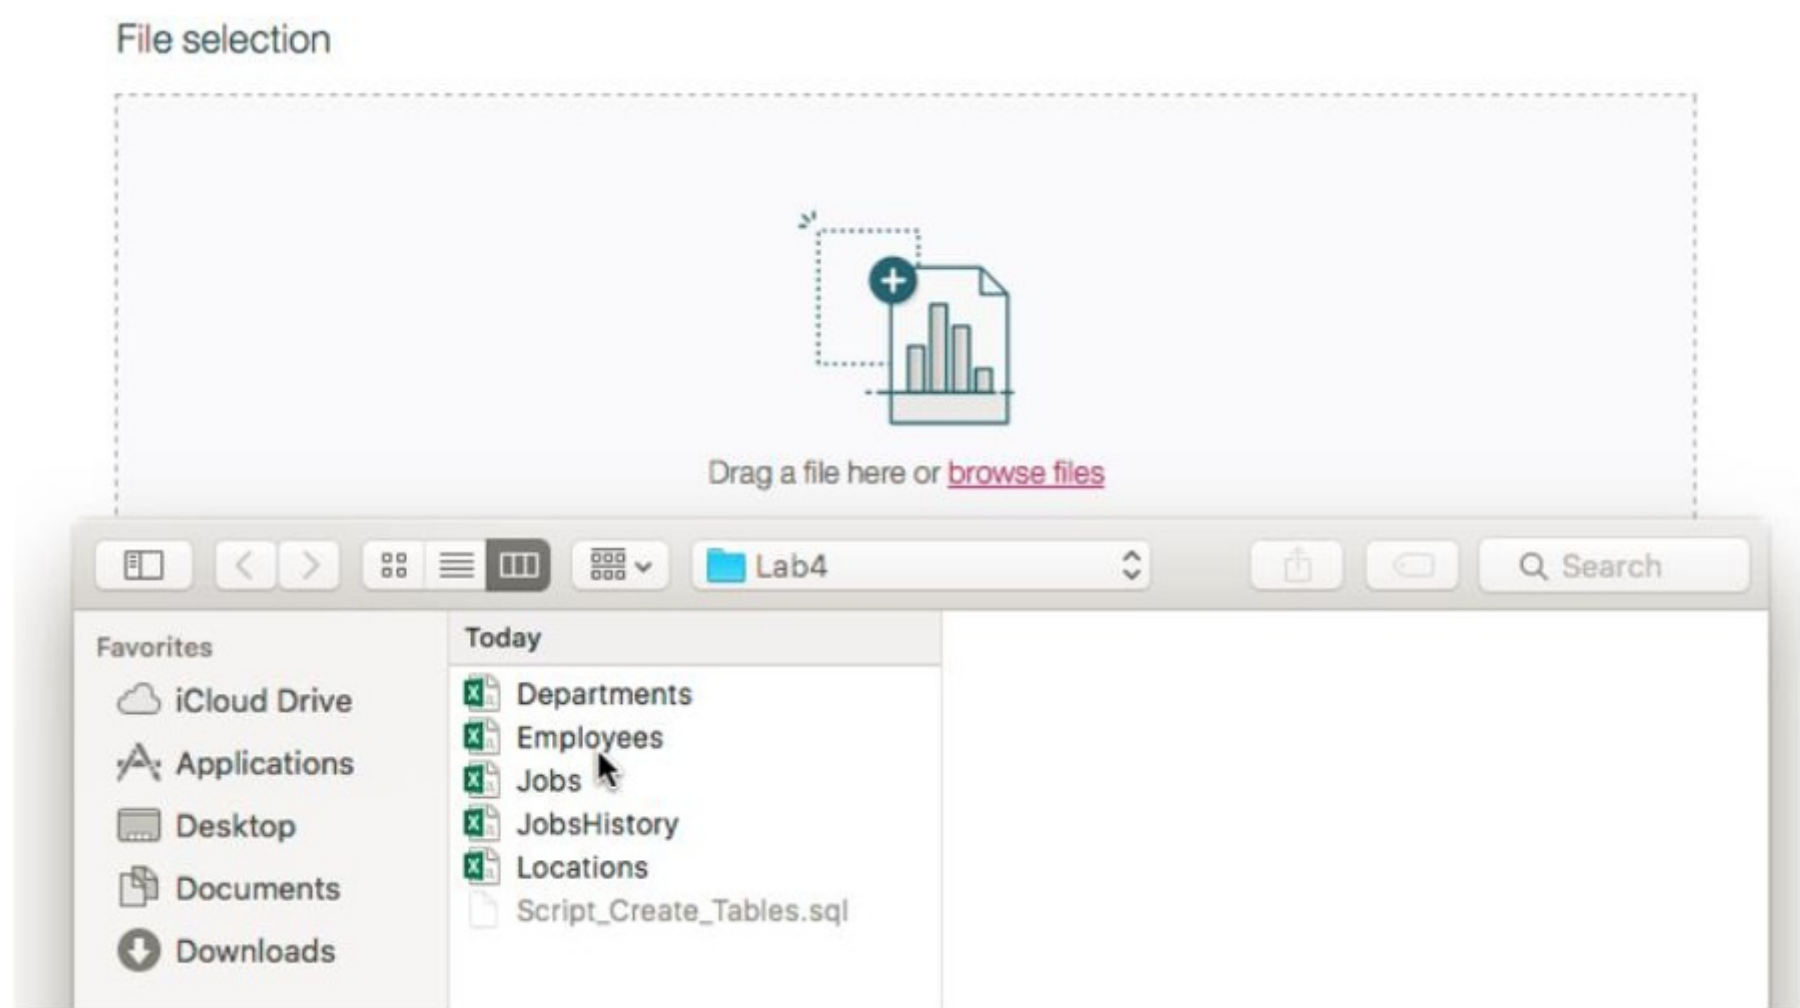 File selection
Drag a file here or browse files
Lab4
Search
Favorites
iCloud Drive
Applications
Desktop
Documents
Downloads
Today
Departments
Employees
Jobs
JobsHistory
Locations
Script_Create_Tables.sql